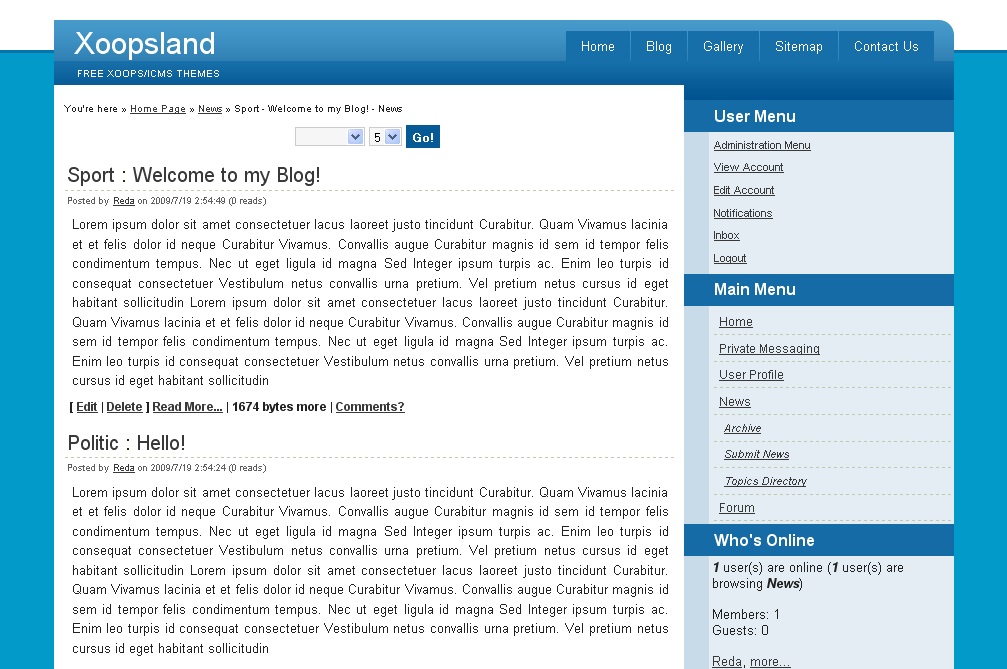 Xoopsland
FREE XOOPS/ICMS THEMES
Home Blog Gallery Sitemap Contact Us
You're here » Home Page » News » Sport - Welcome to my Blog! - News
5 Go!
Sport : Welcome to my Blog!
Posted by Reda on 2009/7/19 2:54:49 (0 reads)
Lorem ipsum dolor sit amet consectetuer lacus laoreet justo tincidunt Curabitur. Quam Vivamus lacinia
et et felis dolor id neque Curabitur Vivamus. Convallis augue Curabitur magnis id sem id tempor felis
condimentum tempus. Nec ut eget ligula id magna Sed Integer ipsum turpis ac. Enim leo turpis id
consequat consectetuer Vestibulum netus convallis urna pretium. Vel pretium netus cursus id eget
habitant sollicitudin Lorem ipsum dolor sit amet consectetuer lacus laoreet justo tincidunt Curabitur.
Quam Vivamus lacinia et et felis dolor id neque Curabitur Vivamus. Convallis augue Curabitur magnis id
sem id tempor felis condimentum tempus. Nec ut eget ligula id magna Sed Integer ipsum turpis ac.
Enim leo turpis id consequat consectetuer Vestibulum netus convallis urna pretium. Vel pretium netus
cursus id eget habitant sollicitudin
[ Edit | Delete ] Read More... | 1674 bytes more | Comments?
Politic : Hello!
Posted by Reda on 2009/7/19 2:54:24 (0 reads)
Lorem ipsum dolor sit amet consectetuer lacus laoreet justo tincidunt Curabitur. Quam Vivamus lacinia
et et felis dolor id neque Curabitur Vivamus. Convallis augue Curabitur magnis id sem id tempor felis
condimentum tempus. Nec ut eget ligula id magna Sed Integer ipsum turpis ac. Enim leo turpis id
consequat consectetuer Vestibulum netus convallis urna pretium. Vel pretium netus cursus id eget
habitant sollicitudin Lorem ipsum dolor sit amet consectetuer lacus laoreet justo tincidunt Curabitur.
Quam Vivamus lacinia et et felis dolor id neque Curabitur Vivamus. Convallis augue Curabitur magnis id
sem id tempor felis condimentum tempus. Nec ut eget ligula id magna Sed Integer ipsum turpis ac.
Enim leo turpis id consequat consectetuer Vestibulum netus convallis urna pretium. Vel pretium netus
cursus id eget habitant sollicitudin
User Menu
Administration Menu
View Account
Edit Account
Notifications
Inbox
Logout
Main Menu
Home
Private Messaging
User Profile
News
Archive
Submit News
Topics Directory
Forum
Who's Online
1 user(s) are online (1 user(s) are
browsing News)
Members: 1
Guests: 0
Reda, more...